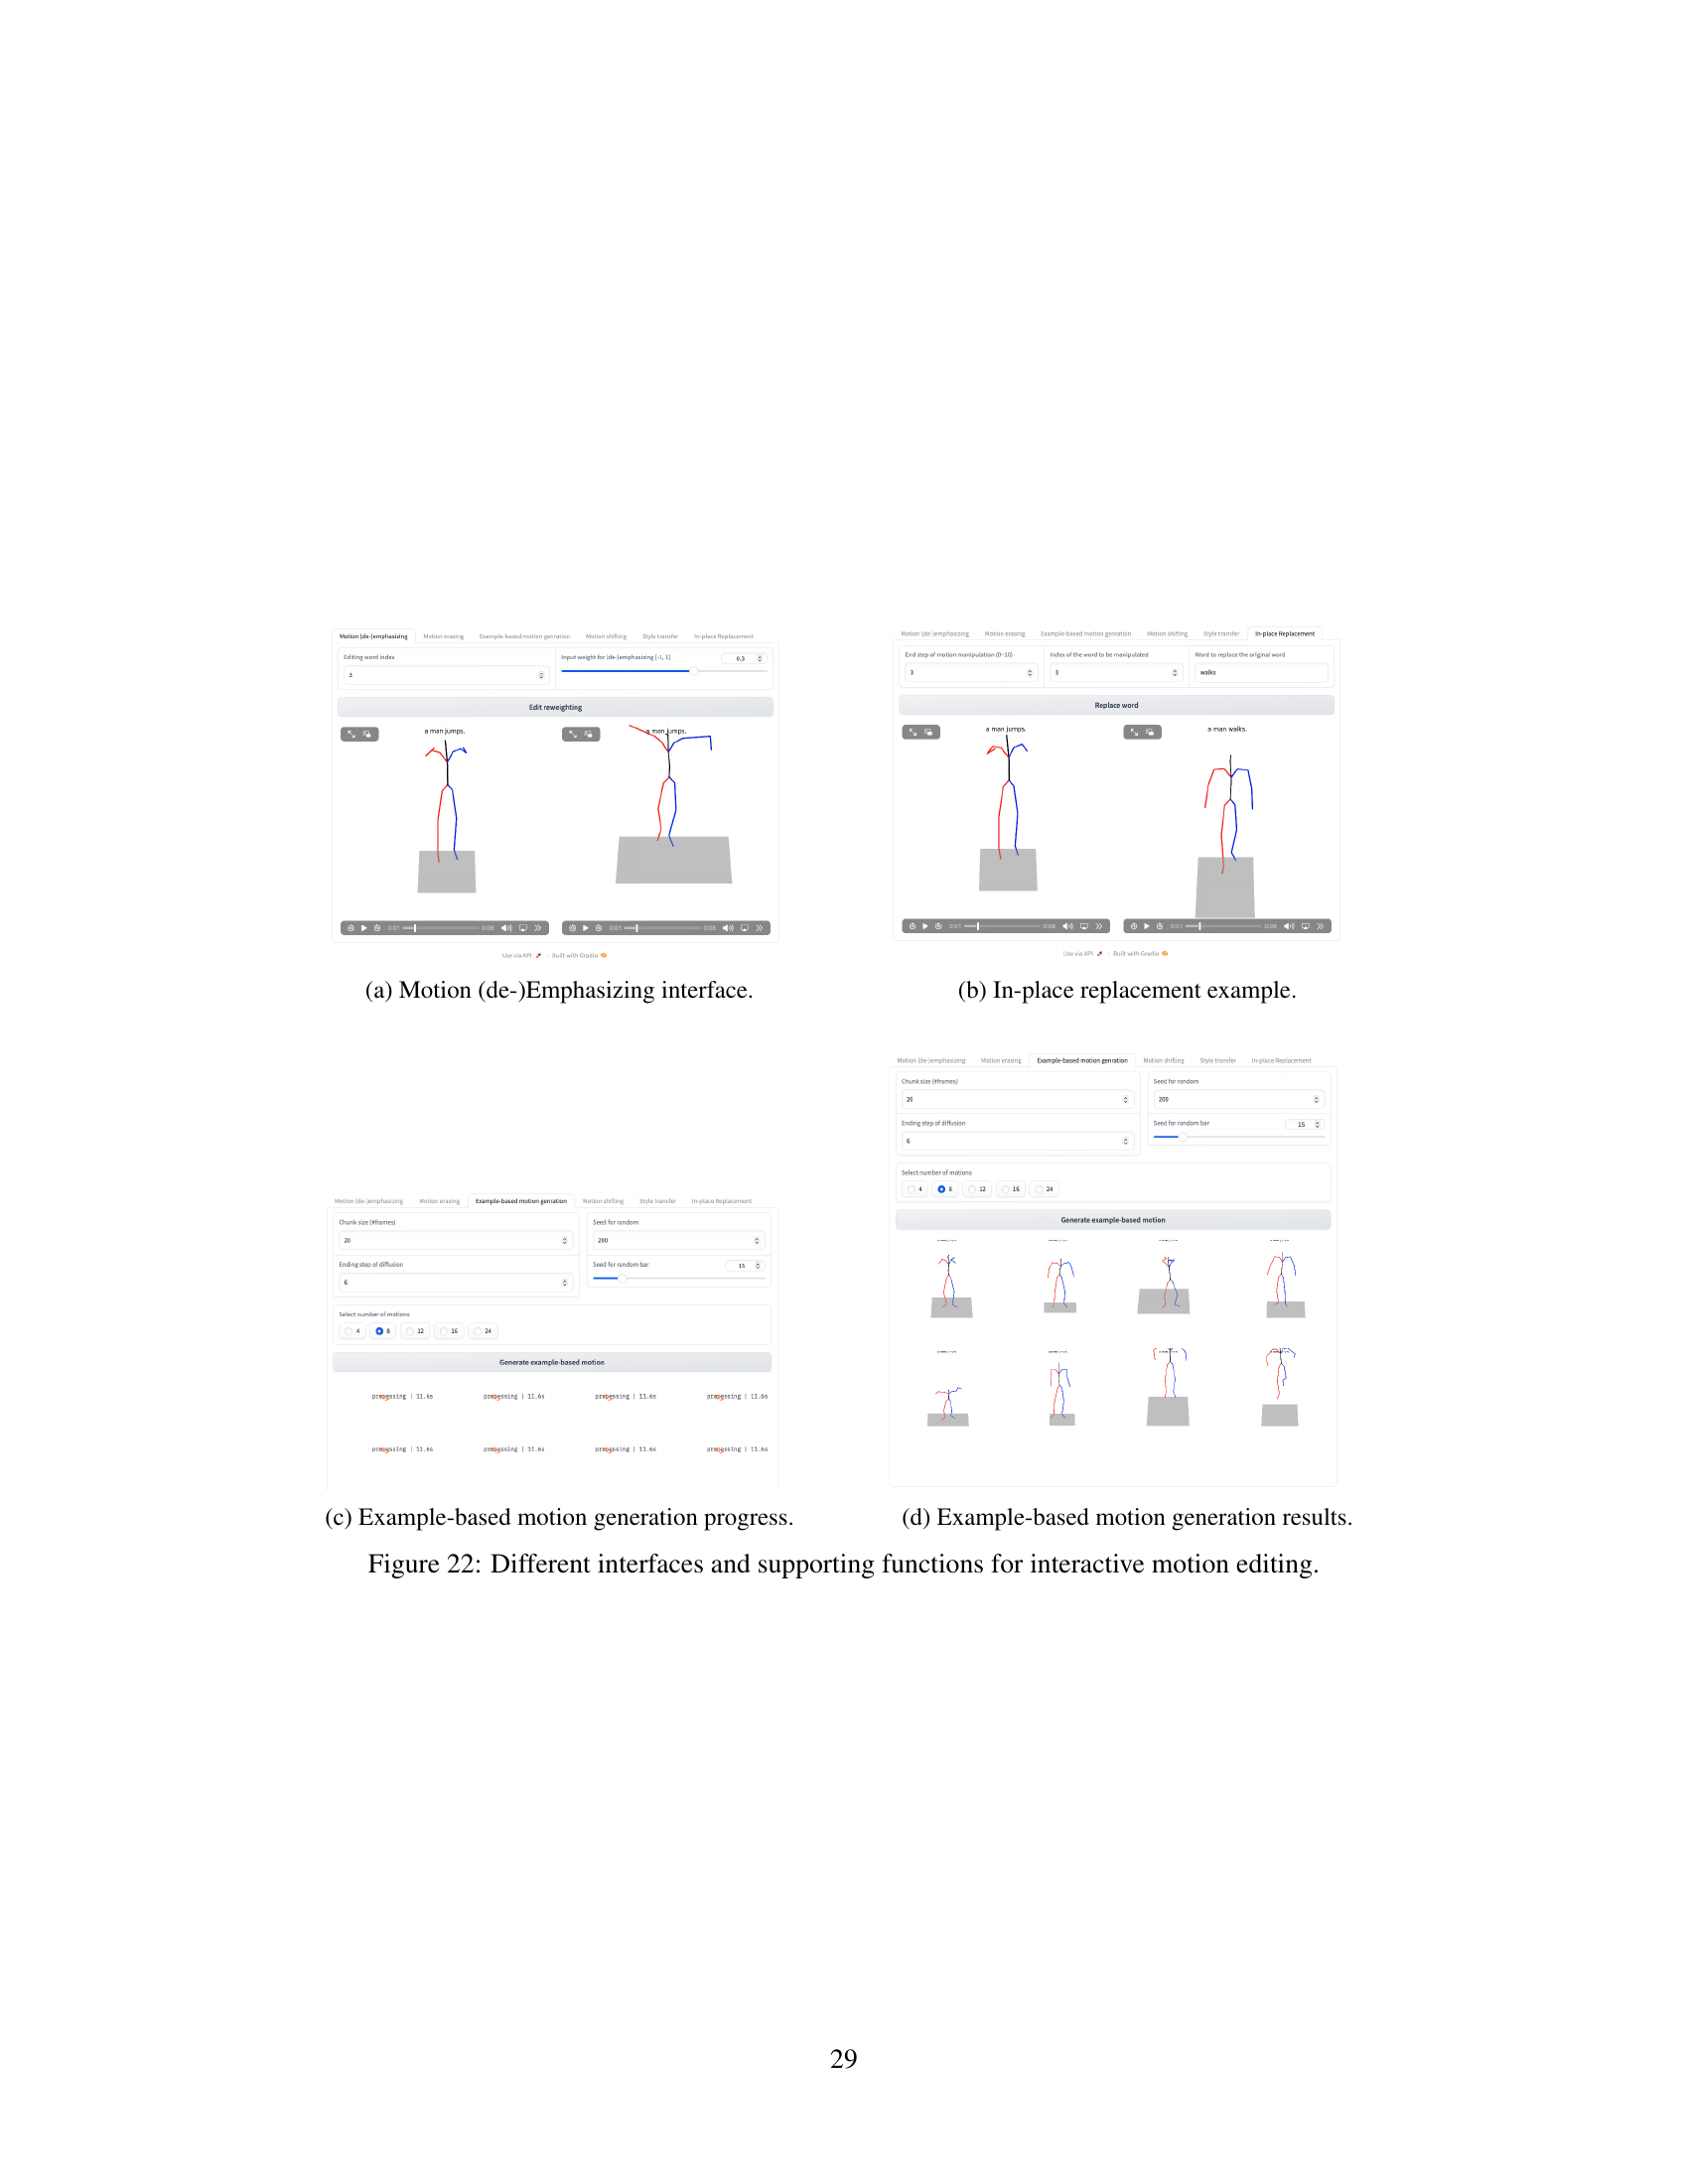 Motion (de-)emphasizing Motion erasing Example-based motion genration Motion shifting Style transfer In-place Replacement
Editing word index Input weight for (de-)emphasizing [-1, 1] 0.3
3
Edit reweighting
a man jumps. a man jumps.
0:01 0:08 0:01 0:08
Use via API · Built with Gradio
(a) Motion (de-)Emphasizing interface.
Motion (de-)emphasizing Motion erasing Example-based motion genration Motion shifting Style transfer In-place Replacement
End step of motion manipulation (0-10) Index of the word to be manipulated Word to replace the original word
3 3 walks
Replace word
a man jumps. a man walks.
0:01 0:08 0:01 0:08
Use via API · Built with Gradio
(b) In-place replacement example.
Motion (de-)emphasizing Motion erasing Example-based motion genration Motion shifting Style transfer In-place Replacement
Chunk size (#frames) Seed for random
20 200
Ending step of diffusion Seed for random bar 15
6
Select number of motions
4 8 12 16 24
Generate example-based motion
processing | 11.6s processing | 11.6s processing | 11.6s processing | 11.6s
processing | 11.6s processing | 11.6s processing | 11.6s processing | 11.6s
(c) Example-based motion generation progress.
Motion (de-)emphasizing Motion erasing Example-based motion genration Motion shifting Style transfer In-place Replacement
Chunk size (#frames) Seed for random
20 200
Ending step of diffusion Seed for random bar 15
6
Select number of motions
4 8 12 16 24
Generate example-based motion
(d) Example-based motion generation results.
Figure 22: Different interfaces and supporting functions for interactive motion editing.
29